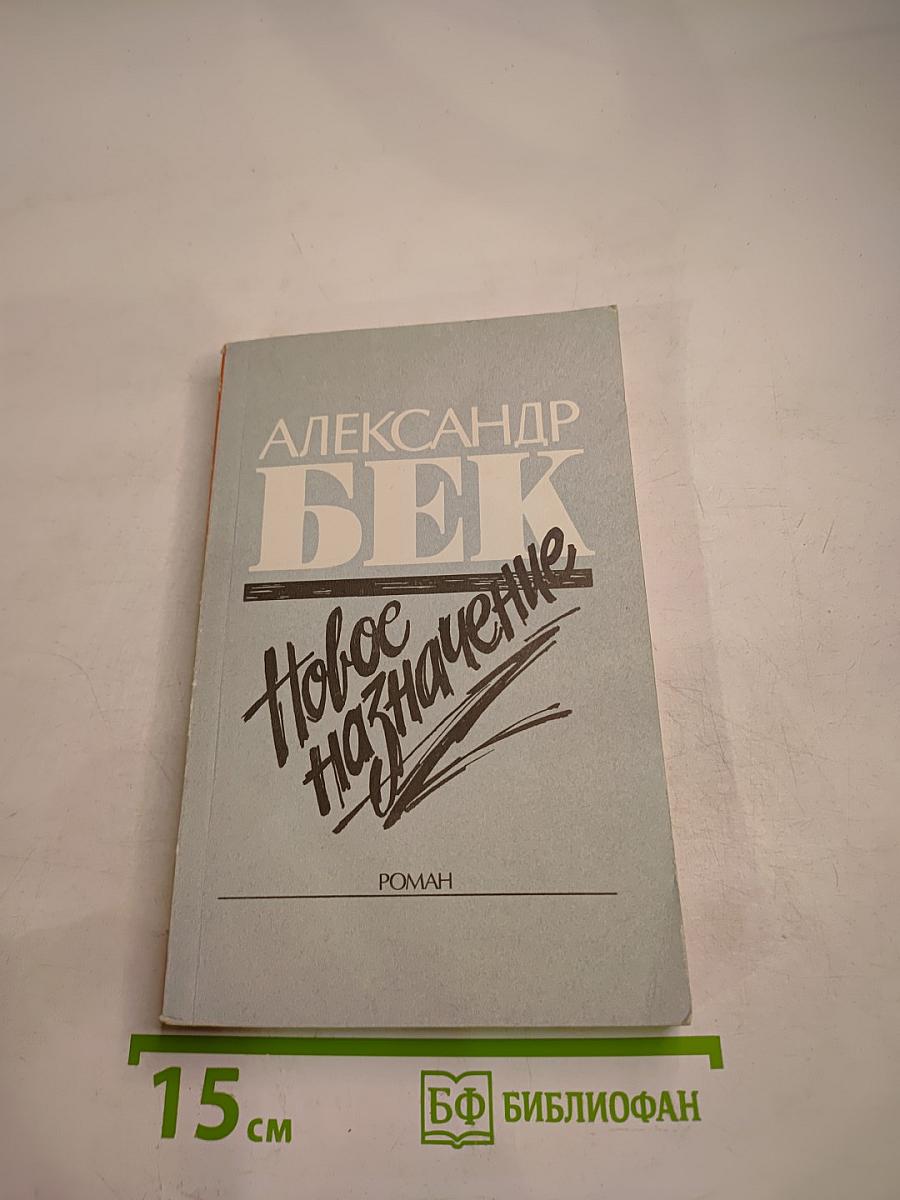 АЛЕКСАНДР
БЕК
Новое
назначение
РОМАН
15 см
БФ БИБЛИОФАН